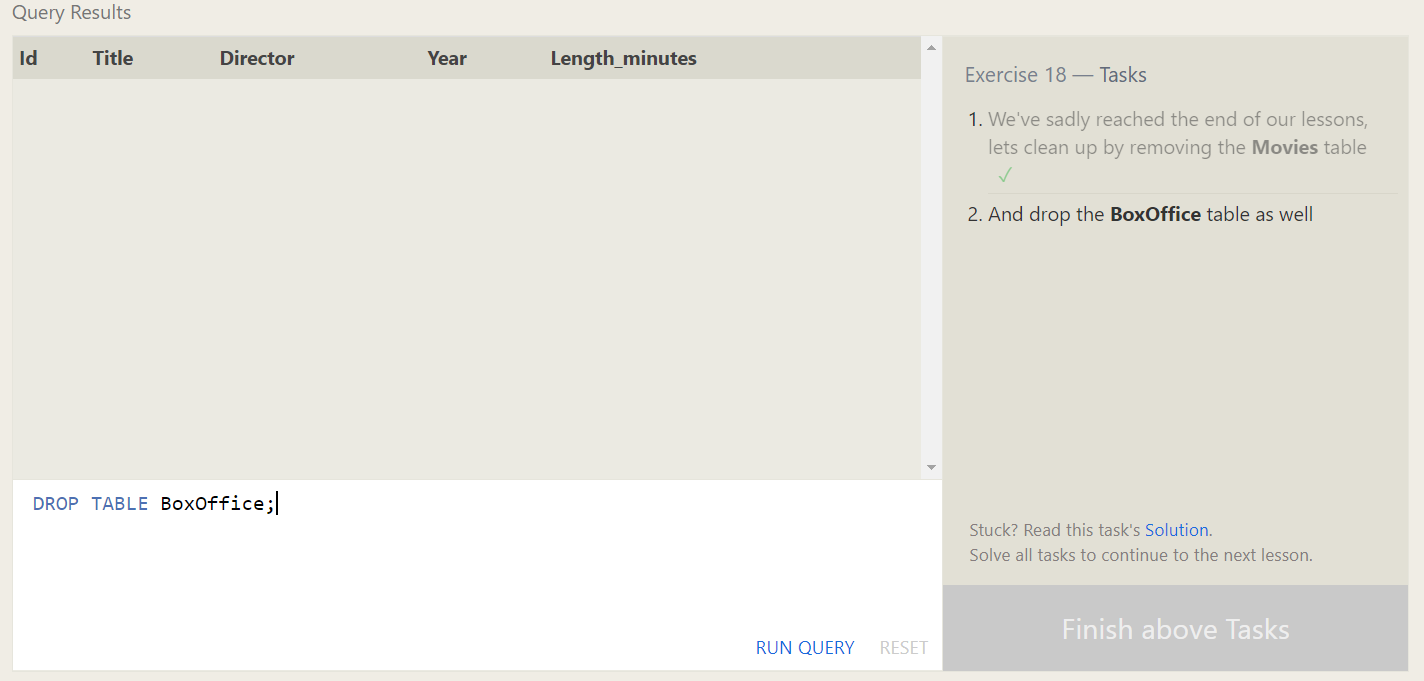 Query Results
Id Title Director Year Length_minutes
Exercise 18 — Tasks
1. We've sadly reached the end of our lessons,
lets clean up by removing the Movies table
✓
2. And drop the BoxOffice table as well
DROP TABLE BoxOffice;
RUN QUERY RESET
Stuck? Read this task's Solution.
Solve all tasks to continue to the next lesson.
Finish above Tasks